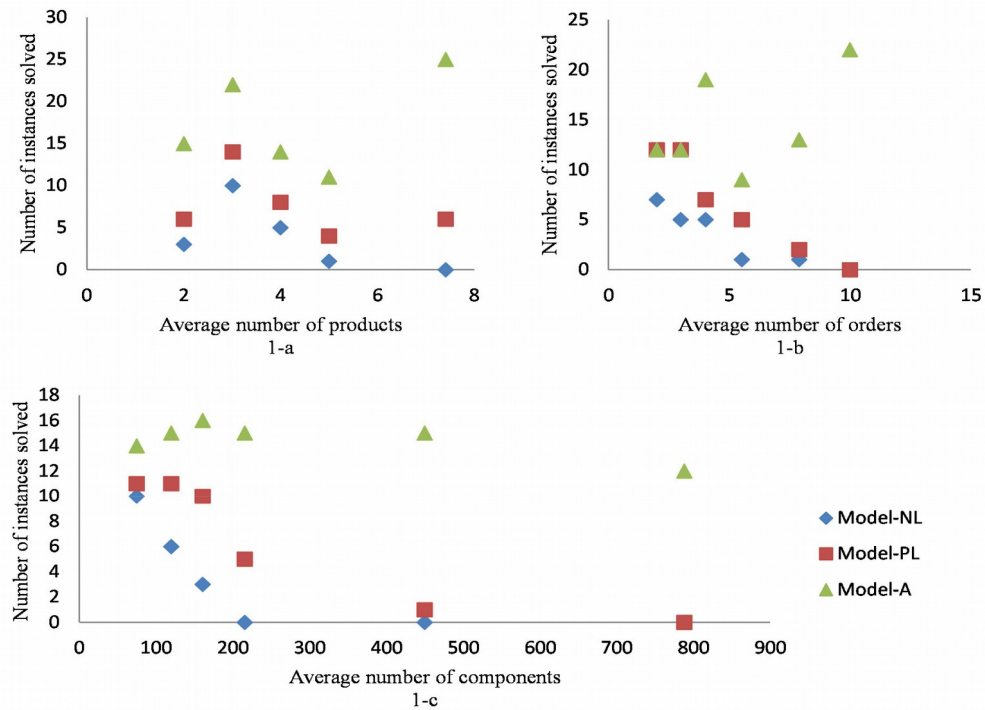 Number of instances solved
30
25
20
15
10
5
0
0 2 4 6 8
Average number of products
1-a
Number of instances solved
25
20
15
10
5
0
0 5 10 15
Average number of orders
1-b
Number of instances solved
18
16
14
12
10
8
6
4
2
0
0 100 200 300 400 500 600 700 800 900
Average number of components
1-c
Model-NL
Model-PL
Model-A